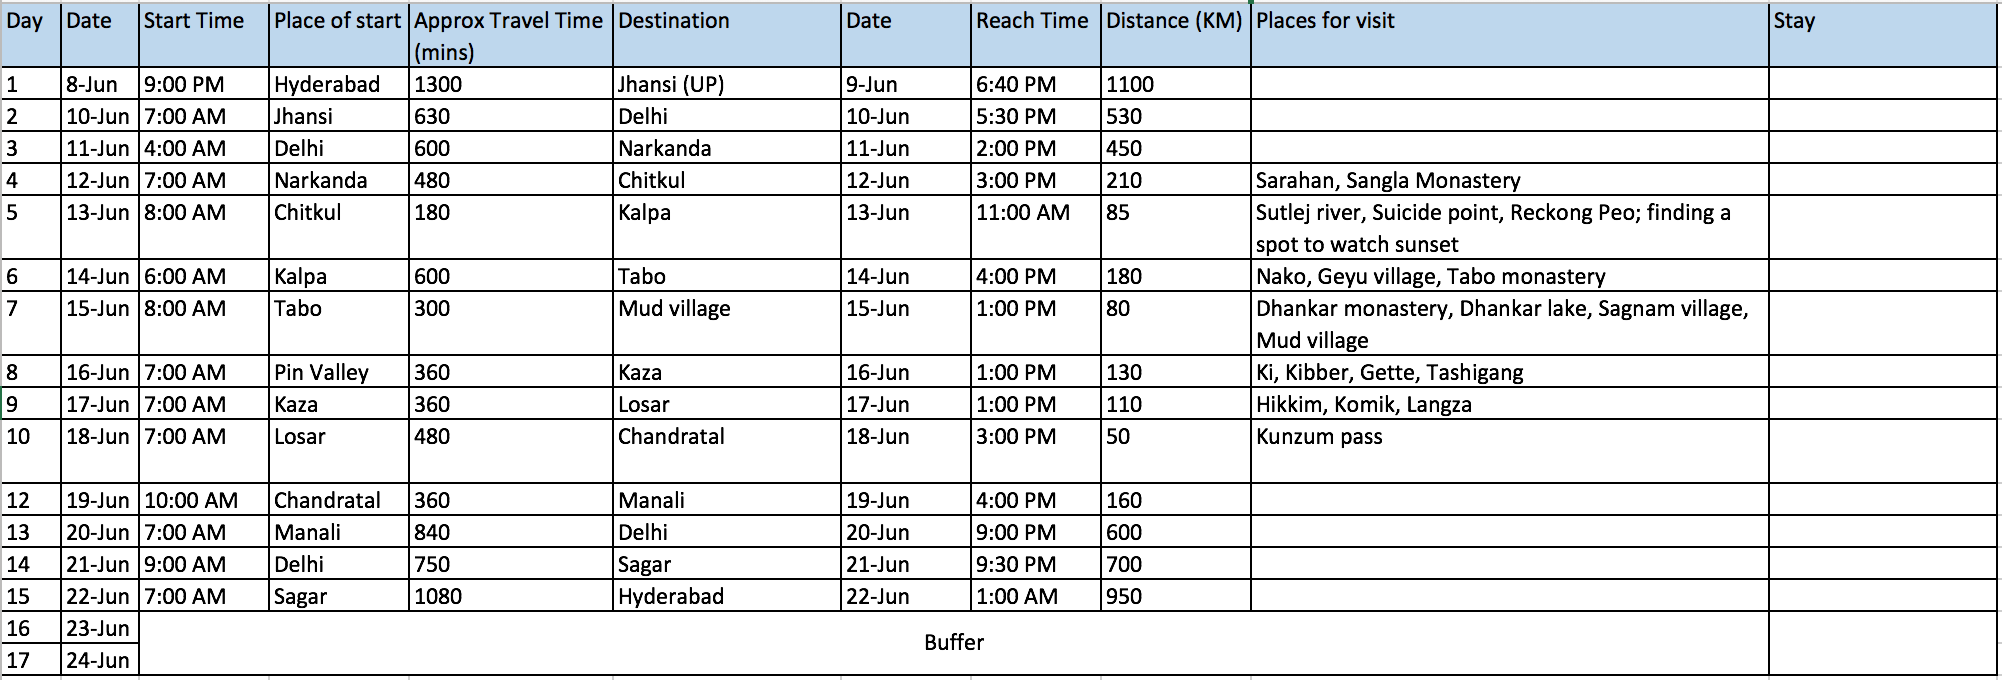 Day Date Start Time Place of start Approx Travel Time (mins) Destination Date Reach Time Distance (KM) Places for visit Stay
1 8-Jun 9:00 PM Hyderabad 1300 Jhansi (UP) 9-Jun 6:40 PM 1100
2 10-Jun 7:00 AM Jhansi 630 Delhi 10-Jun 5:30 PM 530
3 11-Jun 4:00 AM Delhi 600 Narkanda 11-Jun 2:00 PM 450
4 12-Jun 7:00 AM Narkanda 480 Chitkul 12-Jun 3:00 PM 210 Sarahan, Sangla Monastery
5 13-Jun 8:00 AM Chitkul 180 Kalpa 13-Jun 11:00 AM 85 Sutlej river, Suicide point, Reckong Peo; finding a
spot to watch sunset
6 14-Jun 6:00 AM Kalpa 600 Tabo 14-Jun 4:00 PM 180 Nako, Geyu village, Tabo monastery
7 15-Jun 8:00 AM Tabo 300 Mud village 15-Jun 1:00 PM 80 Dhankar monastery, Dhankar lake, Sagnam village,
Mud village
8 16-Jun 7:00 AM Pin Valley 360 Kaza 16-Jun 1:00 PM 130 Ki, Kibber, Gette, Tashigang
9 17-Jun 7:00 AM Kaza 360 Losar 17-Jun 1:00 PM 110 Hikkim, Komik, Langza
10 18-Jun 7:00 AM Losar 480 Chandratal 18-Jun 3:00 PM 50 Kunzum pass
12 19-Jun 10:00 AM Chandratal 360 Manali 19-Jun 4:00 PM 160
13 20-Jun 7:00 AM Manali 840 Delhi 20-Jun 9:00 PM 600
14 21-Jun 9:00 AM Delhi 750 Sagar 21-Jun 9:30 PM 700
15 22-Jun 7:00 AM Sagar 1080 Hyderabad 22-Jun 1:00 AM 950
16 23-Jun
Buffer
17 24-Jun